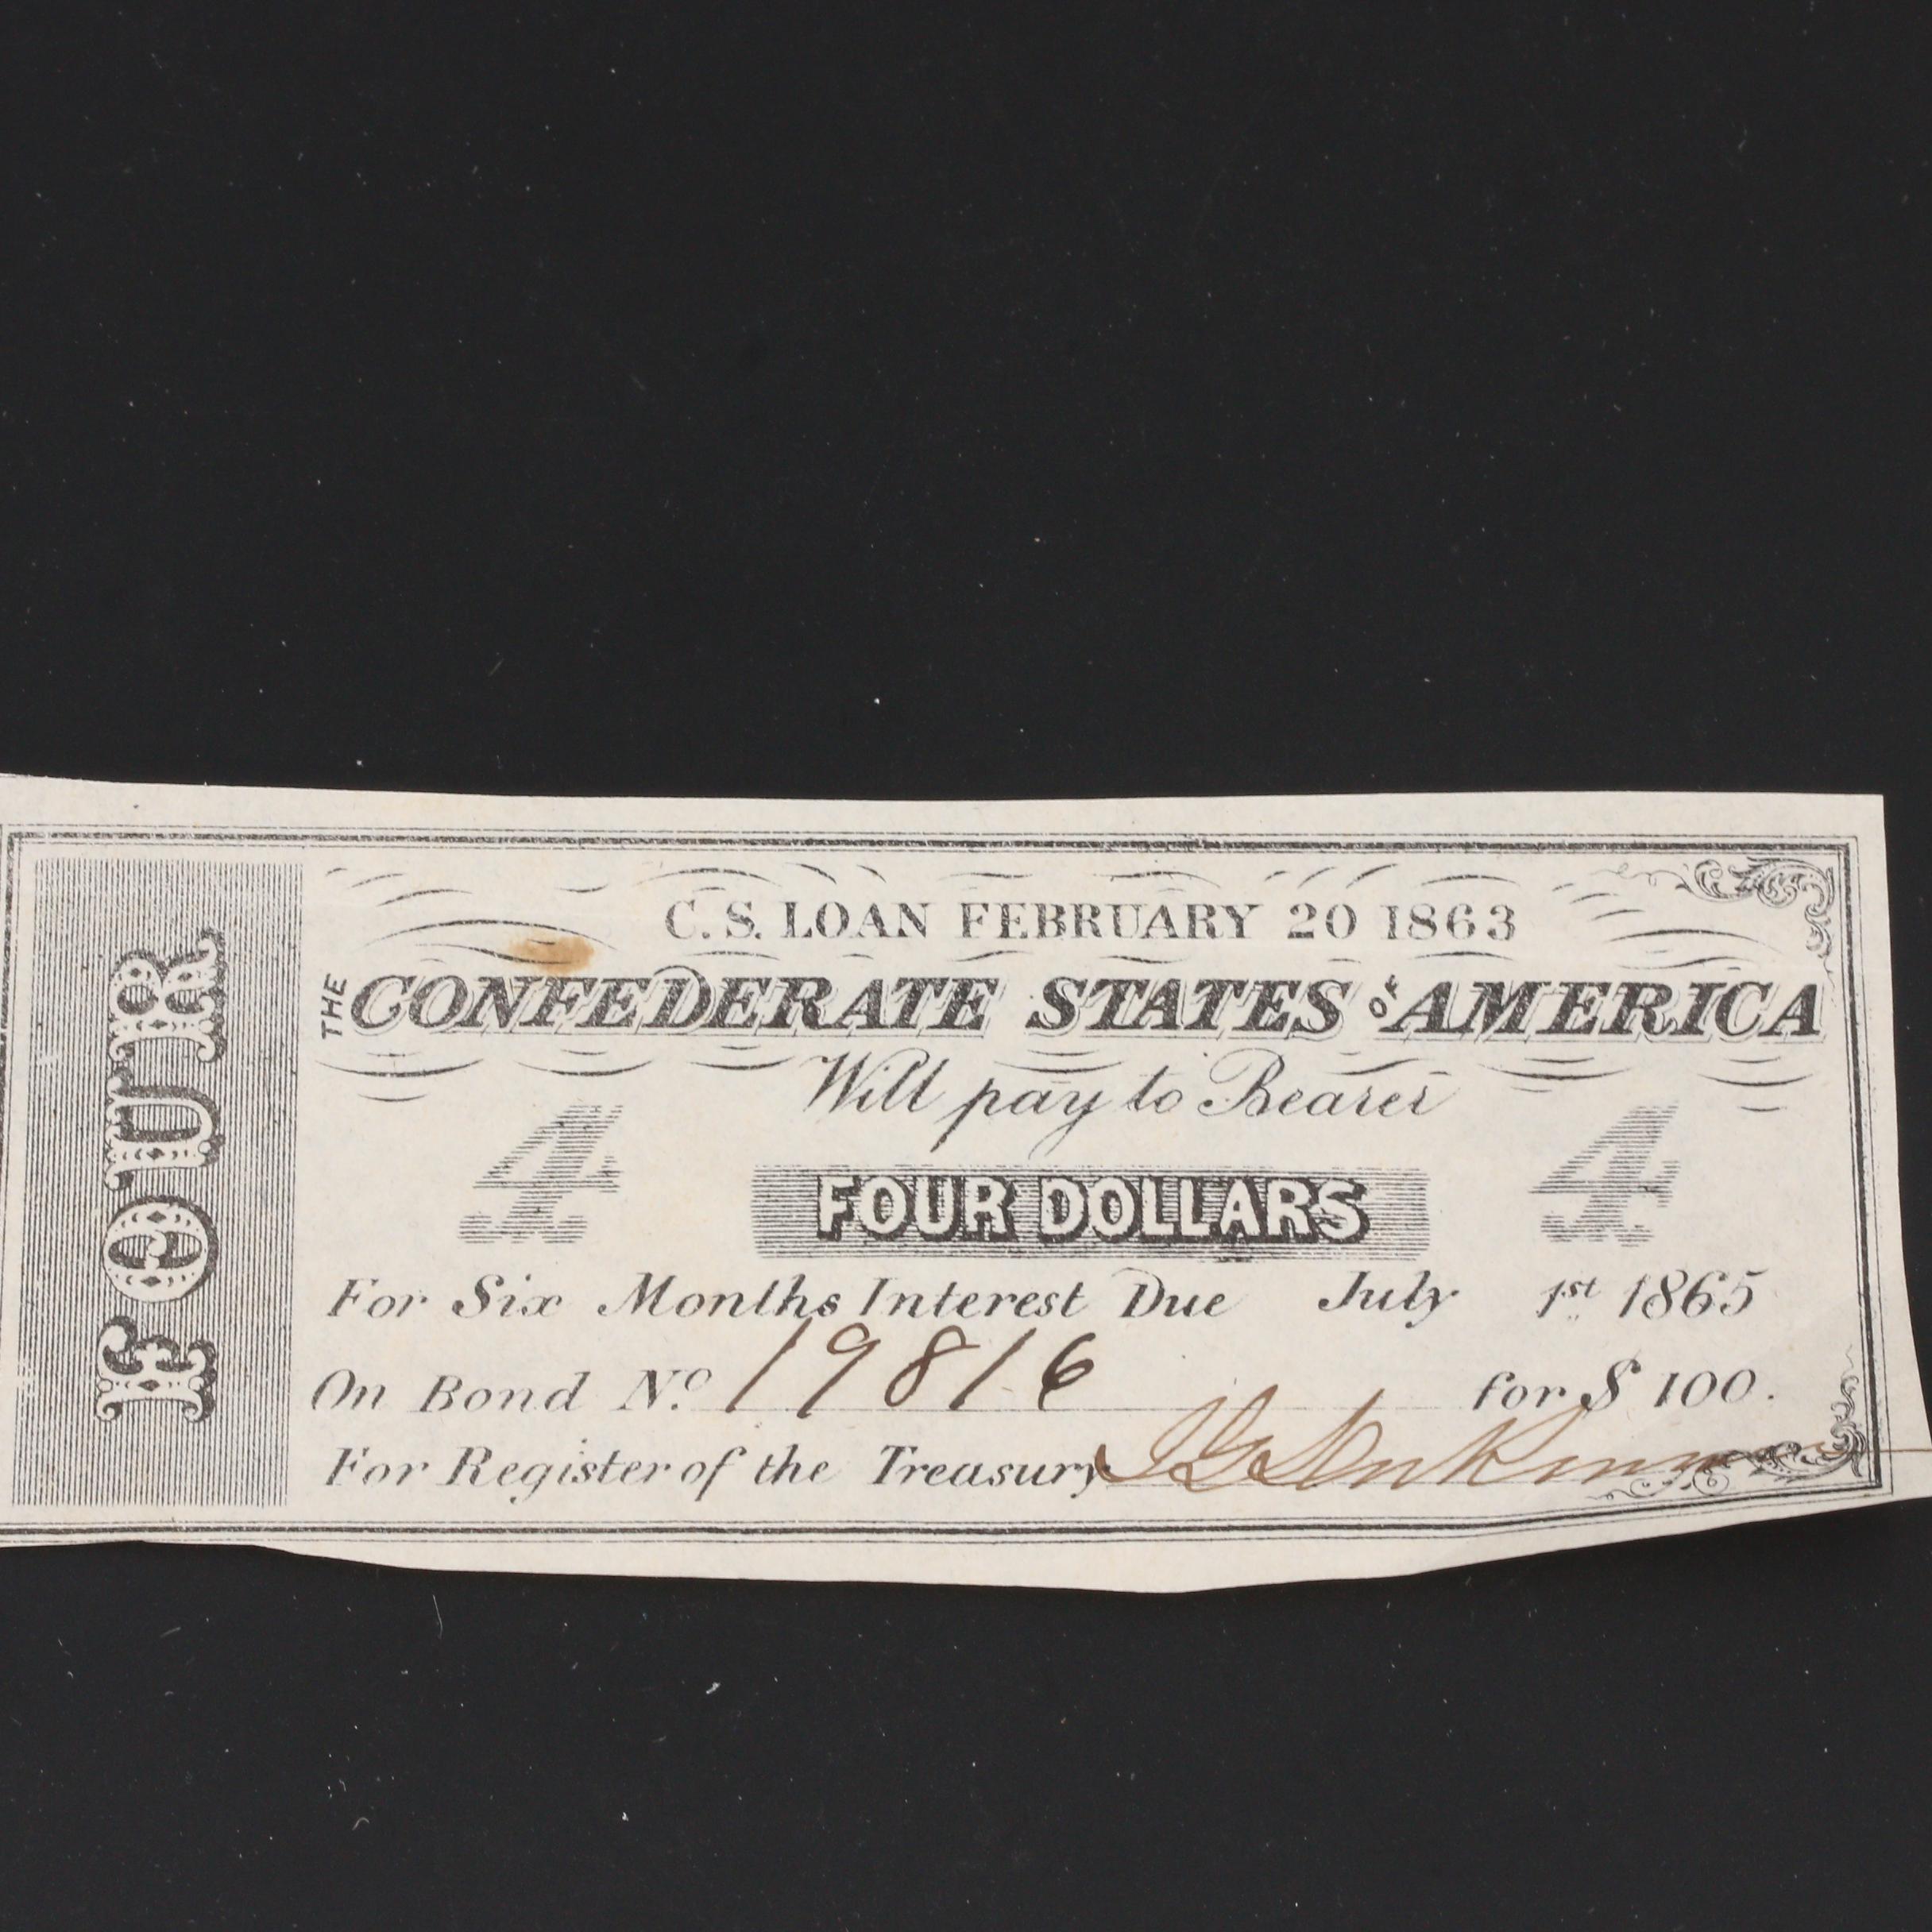 FOUR
C. S. LOAN FEBRUARY 20 1863
THE CONFEDERATE STATES OF AMERICA
Will pay to Bearer
4 4
FOUR DOLLARS
For Six Months Interest Due July 1st 1865
On Bond No. 19816 for $ 100.
For Register of the Treasury